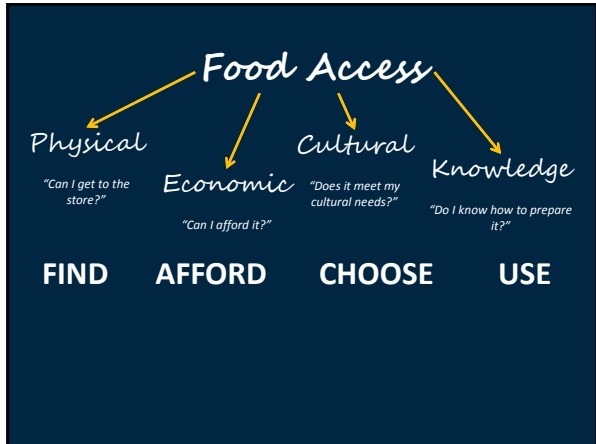 Food Access
Physical
“Can I get to the
store?”
Economic
“Can I afford it?”
Cultural
“Does it meet my
cultural needs?”
Knowledge
“Do I know how to prepare
it?”
FIND
AFFORD
CHOOSE
USE